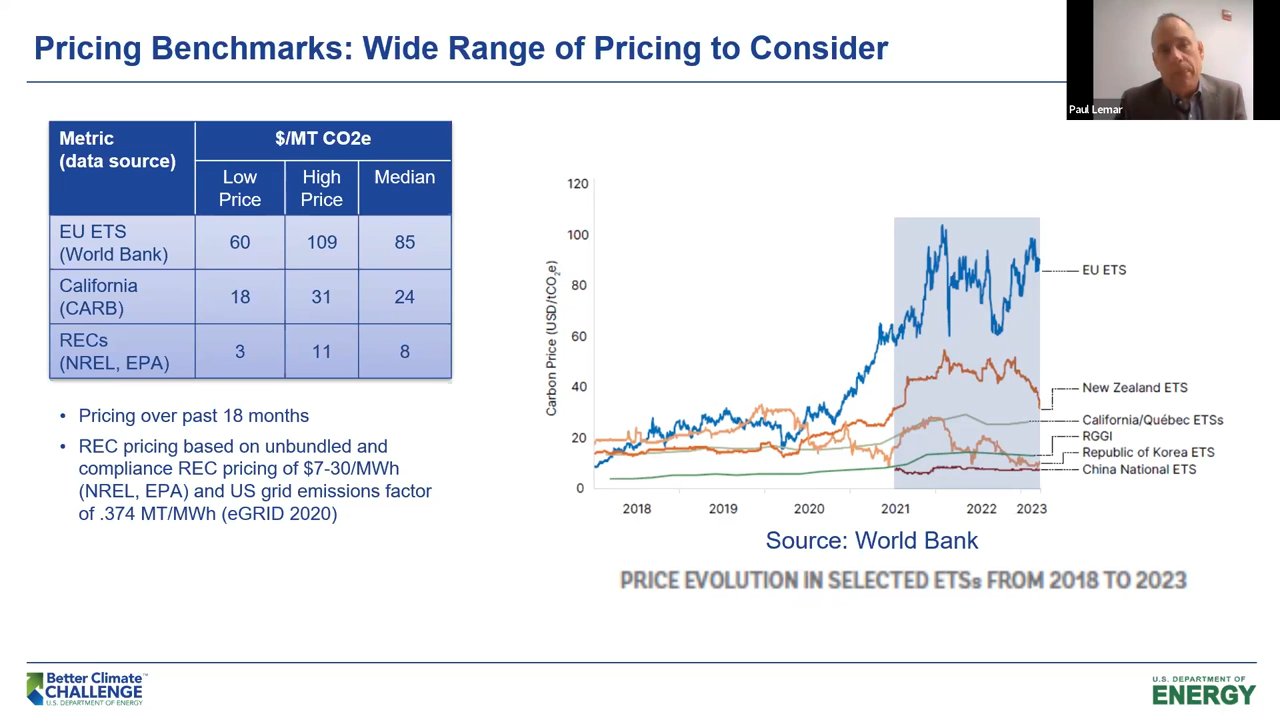 Pricing Benchmarks: Wide Range of Pricing to Consider
Paul Lemar
Metric
(data source)
$/MT CO2e
Low
Price
High
Price
Median
EU ETS
(World Bank)
60
109
85
California
(CARB)
18
31
24
RECs
(NREL, EPA)
3
11
8
• Pricing over past 18 months
• REC pricing based on unbundled and
compliance REC pricing of $7-30/MWh
(NREL, EPA) and US grid emissions factor
of .374 MT/MWh (eGRID 2020)
Carbon Price (USD/tCO2e)
120
100
80
60
40
20
0
2018
2019
2020
2021
2022
2023
EU ETS
New Zealand ETS
California/Québec ETSs
RGGI
Republic of Korea ETS
China National ETS
Source: World Bank
PRICE EVOLUTION IN SELECTED ETSs FROM 2018 TO 2023
Better Climate™
CHALLENGE
U.S. DEPARTMENT OF ENERGY
U.S. DEPARTMENT OF
ENERGY